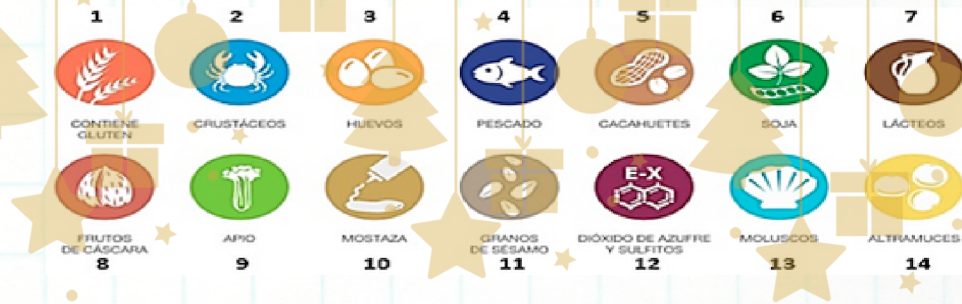 1 2 3 4 5 6 7
CONTIENE GLUTEN
CRUSTÁCEOS
HUEVOS
PESCADO
CACAHUETES
SOJA
LÁCTEOS
FRUTOS DE CÁSCARA
APIO
MOSTAZA
GRANOS DE SÉSAMO
E-X
DIÓXIDO DE AZUFRE Y SULFITOS
MOLUSCOS
ALTRAMUCES
8 9 10 11 12 13 14